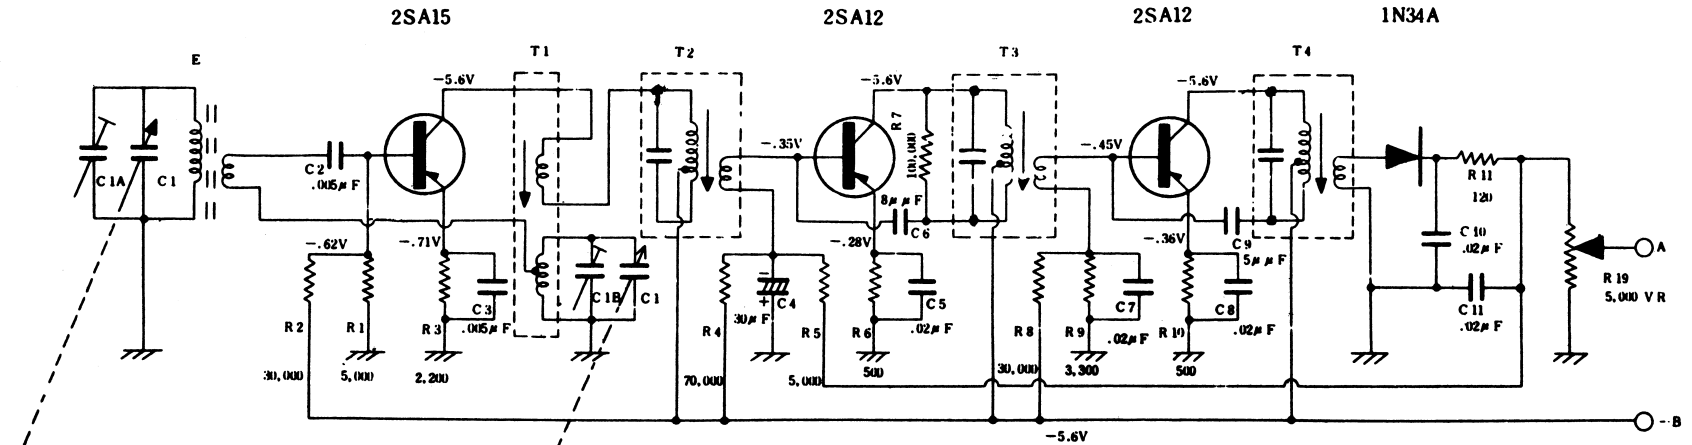 2SA15
2SA12
2SA12
1N34A
E
T1
T2
T3
T4
−5.6V
−5.6V
−5.6V
C1A
C1
C2
.005μF
−.35V
R7
100,000
8μμF
C6
−.45V
C9
5μμF
R11
120
C10
.02μF
−.62V
−.71V
−.28V
−.36V
A
R2
R1
R3
C3
.005μF
C1B
C1
R4
C4
30μF
R5
R6
C5
.02μF
R8
R9
C7
.02μF
R10
C8
.02μF
C11
.02μF
R19
5,000 VR
30,000
5,000
2,200
70,000
5,000
500
30,000
3,300
500
−5.6V
−B